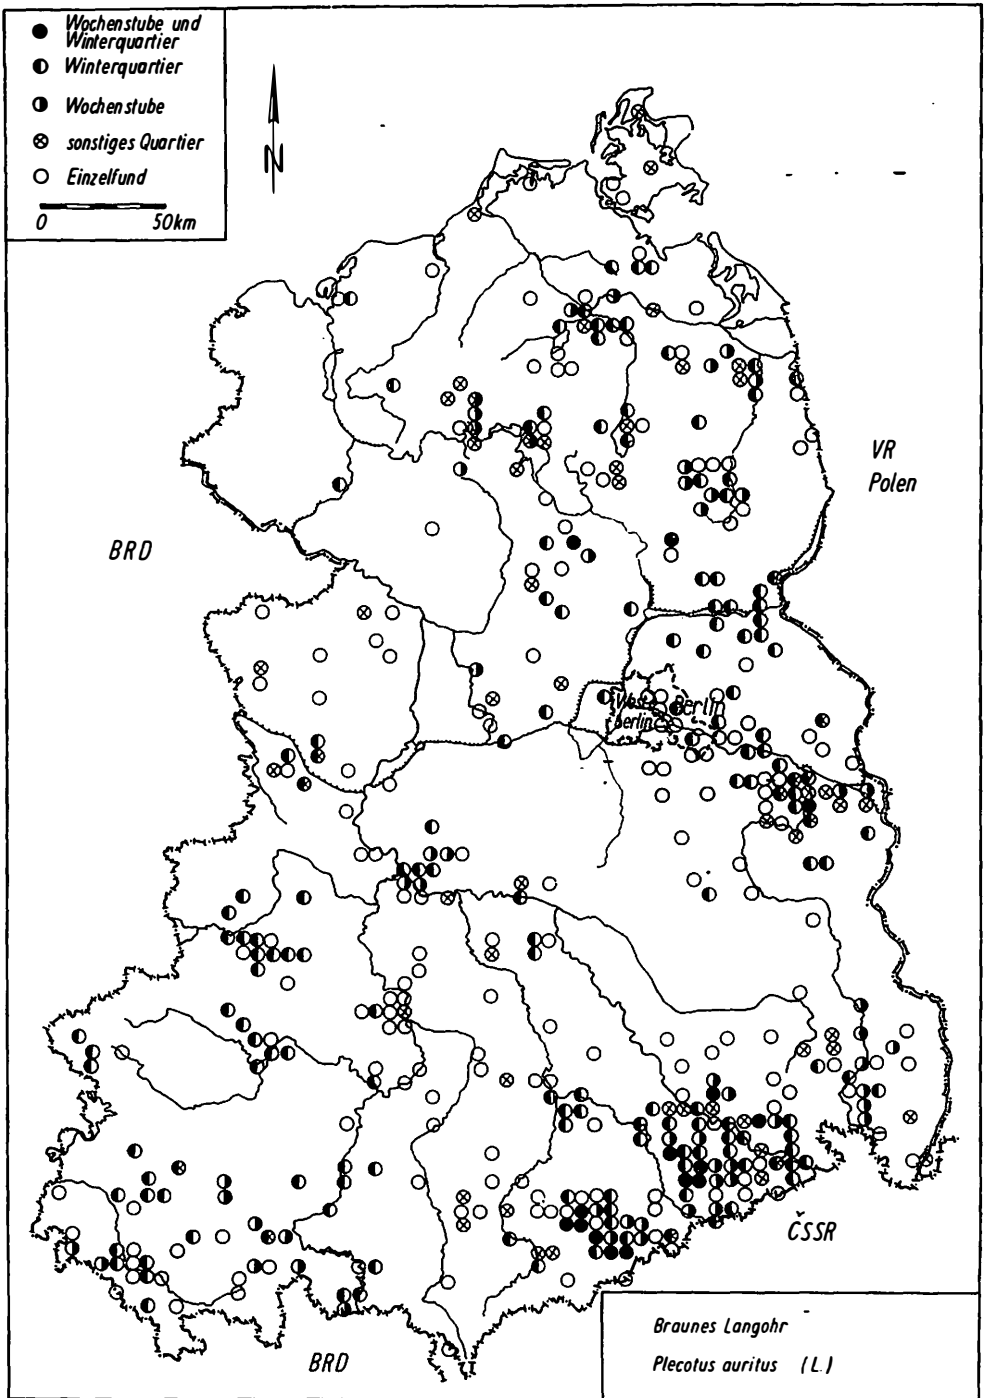 Wochenstube und
Winterquartier
Winterquartier
Wochenstube
sonstiges Quartier
Einzelfund
0 50km
N
VR
Polen
BRD
West
berlin
Berlin
ČSSR
BRD
Braunes Langohr
Plecotus auritus (L.)